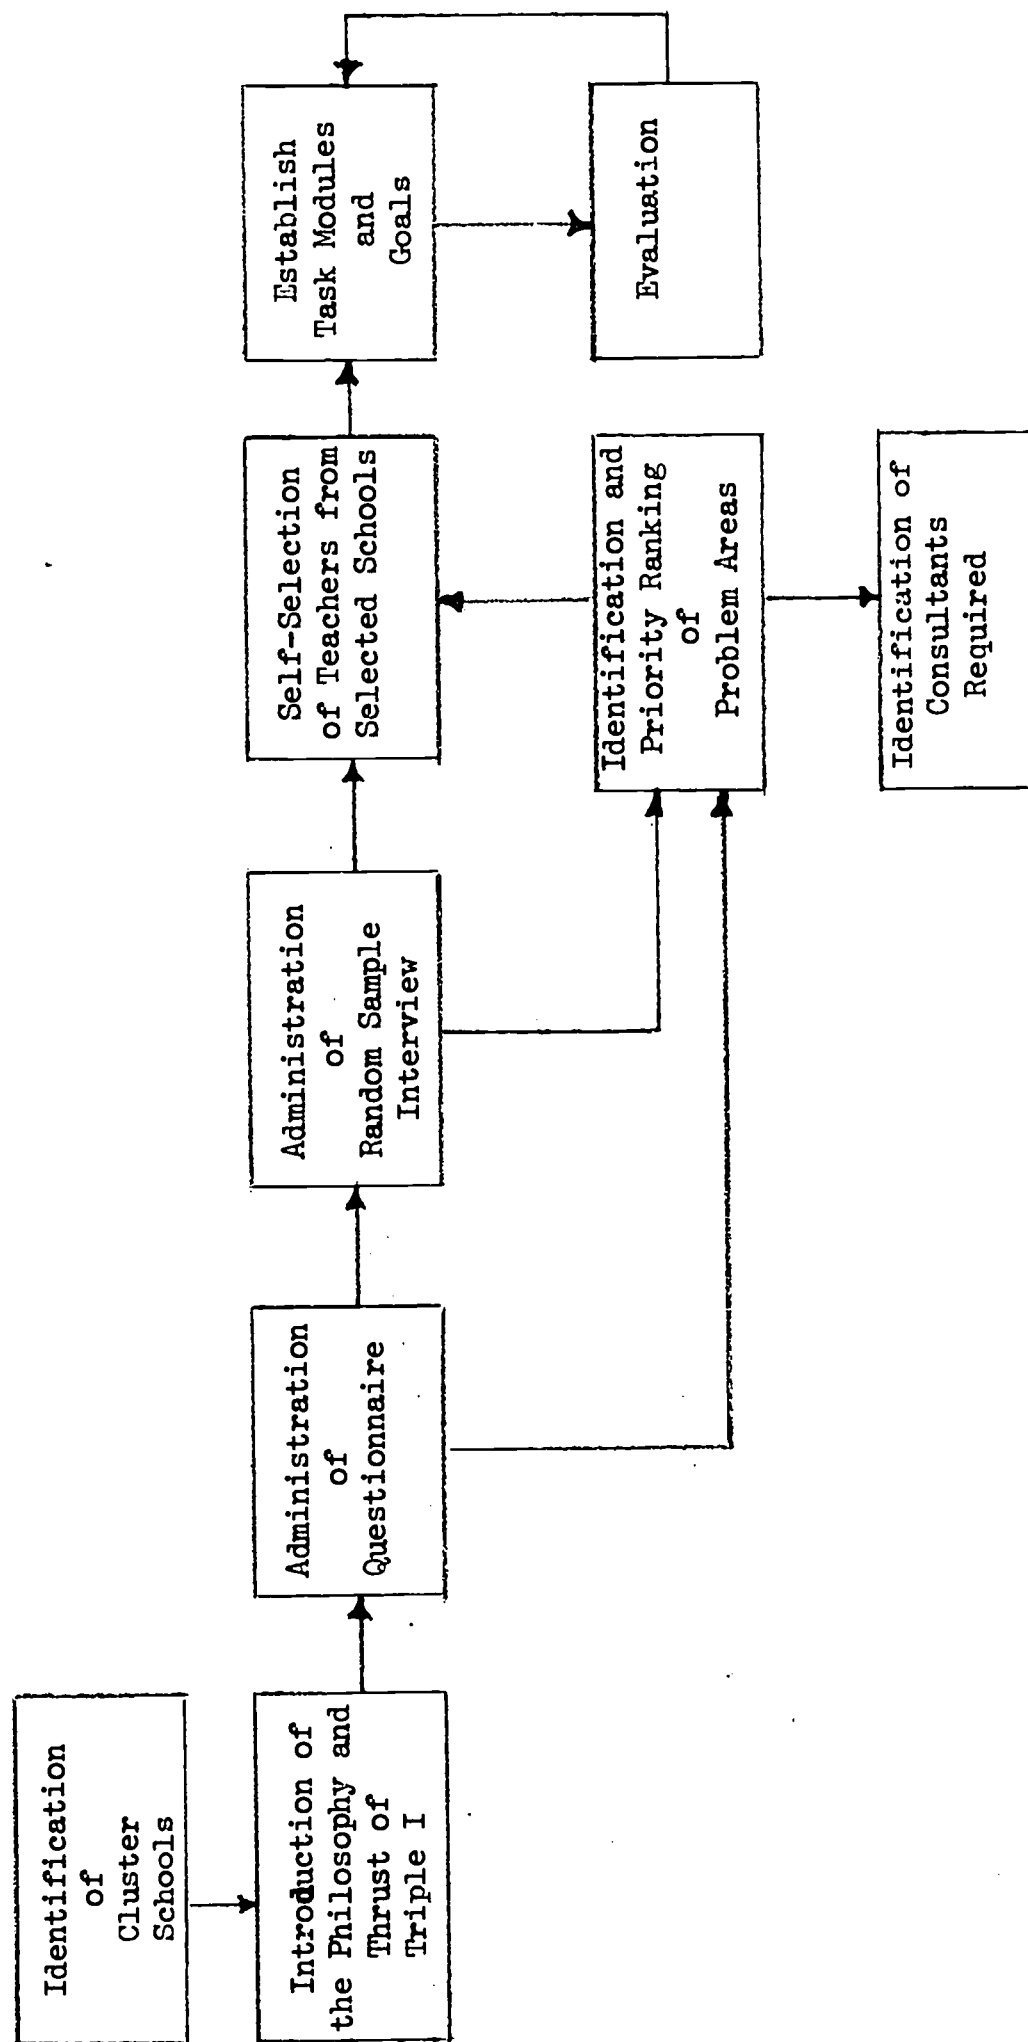 Identification
of
Cluster
Schools
Introduction of
the Philosophy and
Thrust of
Triple I
Administration
of
Questionnaire
Administration
of
Random Sample
Interview
Self-Selection
of Teachers from
Selected Schools
Establish
Task Modules
and
Goals
Identification and
Priority Ranking
of
Problem Areas
Evaluation
Identification of
Consultants
Required